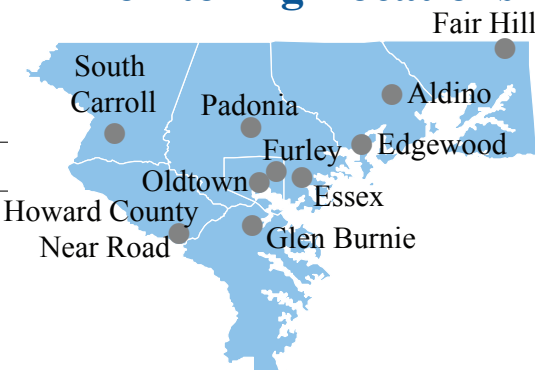 Fair Hill
South
Carroll
Aldino
Padonia
Edgewood
Furley
Oldtown
Essex
Howard County
Near Road
Glen Burnie